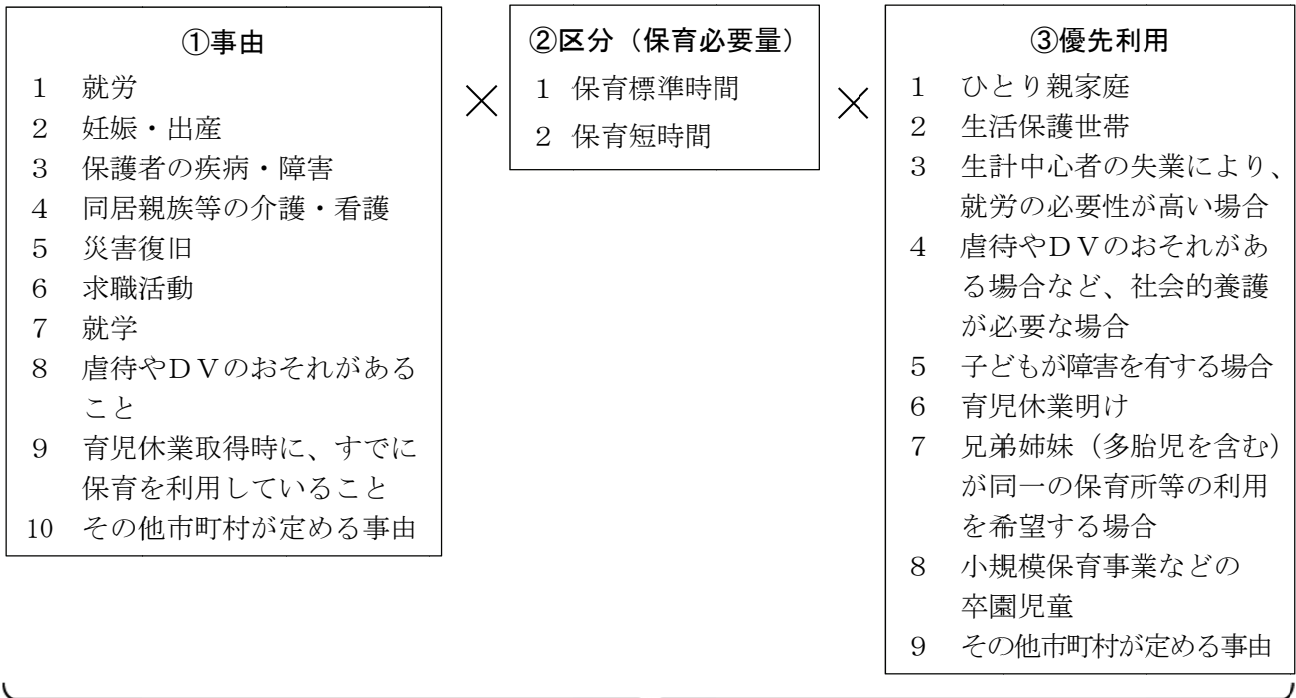 ①事由
1 就労
2 妊娠・出産
3 保護者の疾病・障害
4 同居親族等の介護・看護
5 災害復旧
6 求職活動
7 就学
8 虐待やＤＶのおそれがある
こと
9 育児休業取得時に、すでに
保育を利用していること
10 その他市町村が定める事由
×
②区分（保育必要量）
1 保育標準時間
2 保育短時間
×
③優先利用
1 ひとり親家庭
2 生活保護世帯
3 生計中心者の失業により、
就労の必要性が高い場合
4 虐待やＤＶのおそれがあ
る場合など、社会的養護
が必要な場合
5 子どもが障害を有する場合
6 育児休業明け
7 兄弟姉妹（多胎児を含む）
が同一の保育所等の利用
を希望する場合
8 小規模保育事業などの
卒園児童
9 その他市町村が定める事由